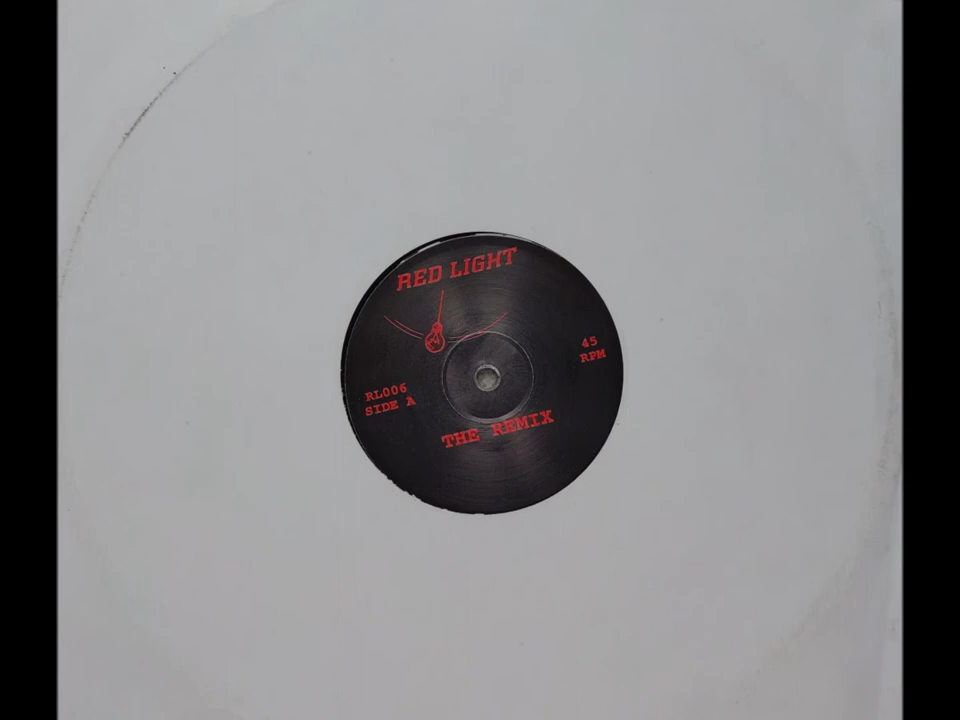 RED LIGHT
45
RPM
RL006
SIDE A
THE REMIX